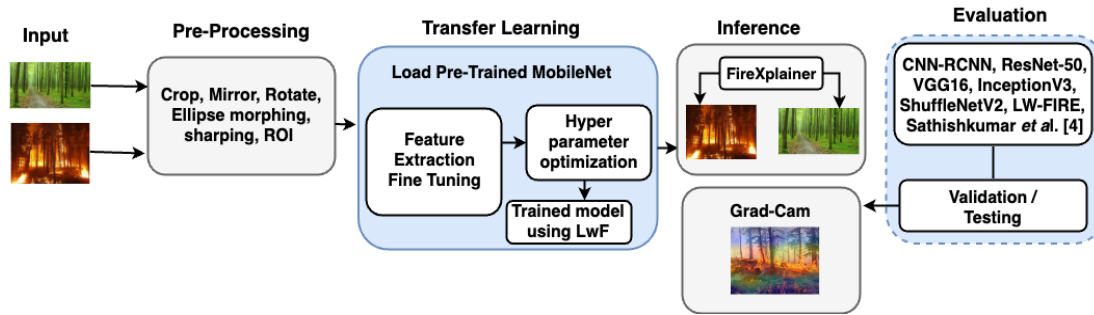 Input
Pre-Processing
Crop, Mirror, Rotate,
Ellipse morphing,
sharping, ROI
Transfer Learning
Load Pre-Trained MobileNet
Feature
Extraction
Fine Tuning
Hyper
parameter
optimization
Trained model
using LwF
Inference
FireXplainer
Grad-Cam
Evaluation
CNN-RCNN, ResNet-50,
VGG16, InceptionV3,
ShuffleNetV2, LW-FIRE,
Sathishkumar et al. [4]
Validation /
Testing